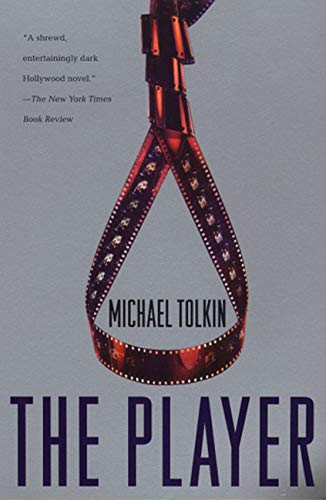 "A shrewd,
entertainingly dark
Hollywood novel."
—The New York Times
Book Review
MICHAEL TOLKIN
THE PLAYER